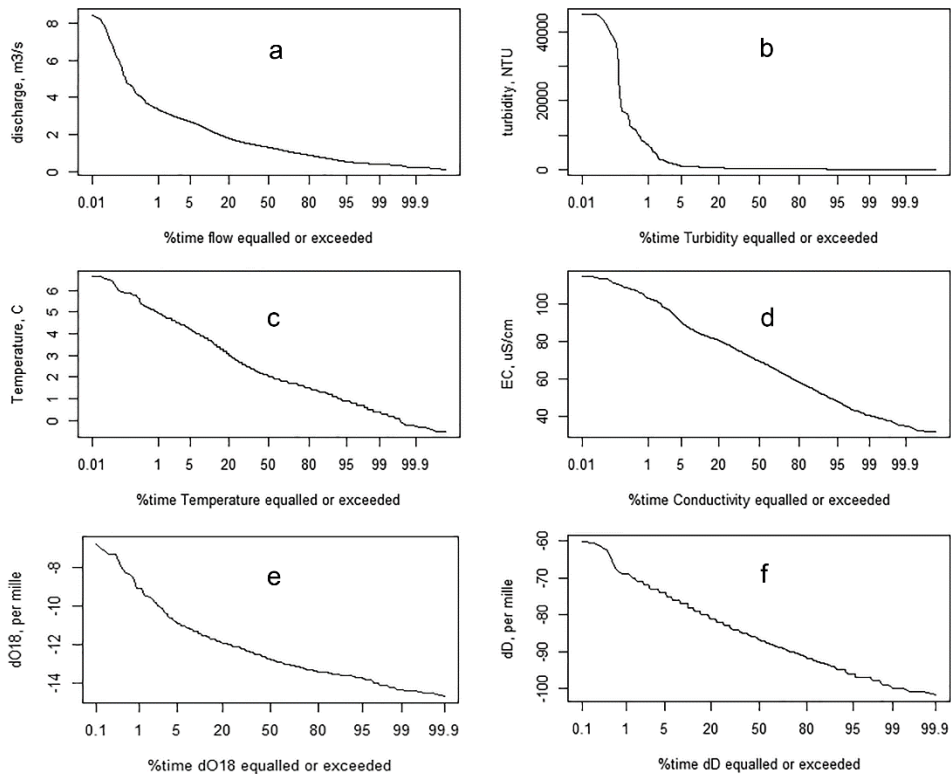 a
discharge, m3/s
8
6
4
2
0
0.01 1 5 20 50 80 95 99 99.9
%time flow equalled or exceeded
b
turbidity, NTU
40000
20000
0
0.01 1 5 20 50 80 95 99 99.9
%time Turbidity equalled or exceeded
c
Temperature, C
6
5
4
3
2
1
0
0.01 1 5 20 50 80 95 99 99.9
%time Temperature equalled or exceeded
d
EC, uS/cm
100
80
60
40
0.01 1 5 20 50 80 95 99 99.9
%time Conductivity equalled or exceeded
e
dO18, per mille
-8
-10
-12
-14
0.1 1 5 20 50 80 95 99 99.9
%time dO18 equalled or exceeded
f
dD, per mille
-60
-70
-80
-90
-100
0.1 1 5 20 50 80 95 99 99.9
%time dD equalled or exceeded